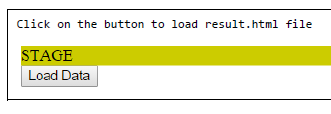 Click on the button to load result.html file
STAGE
Load Data